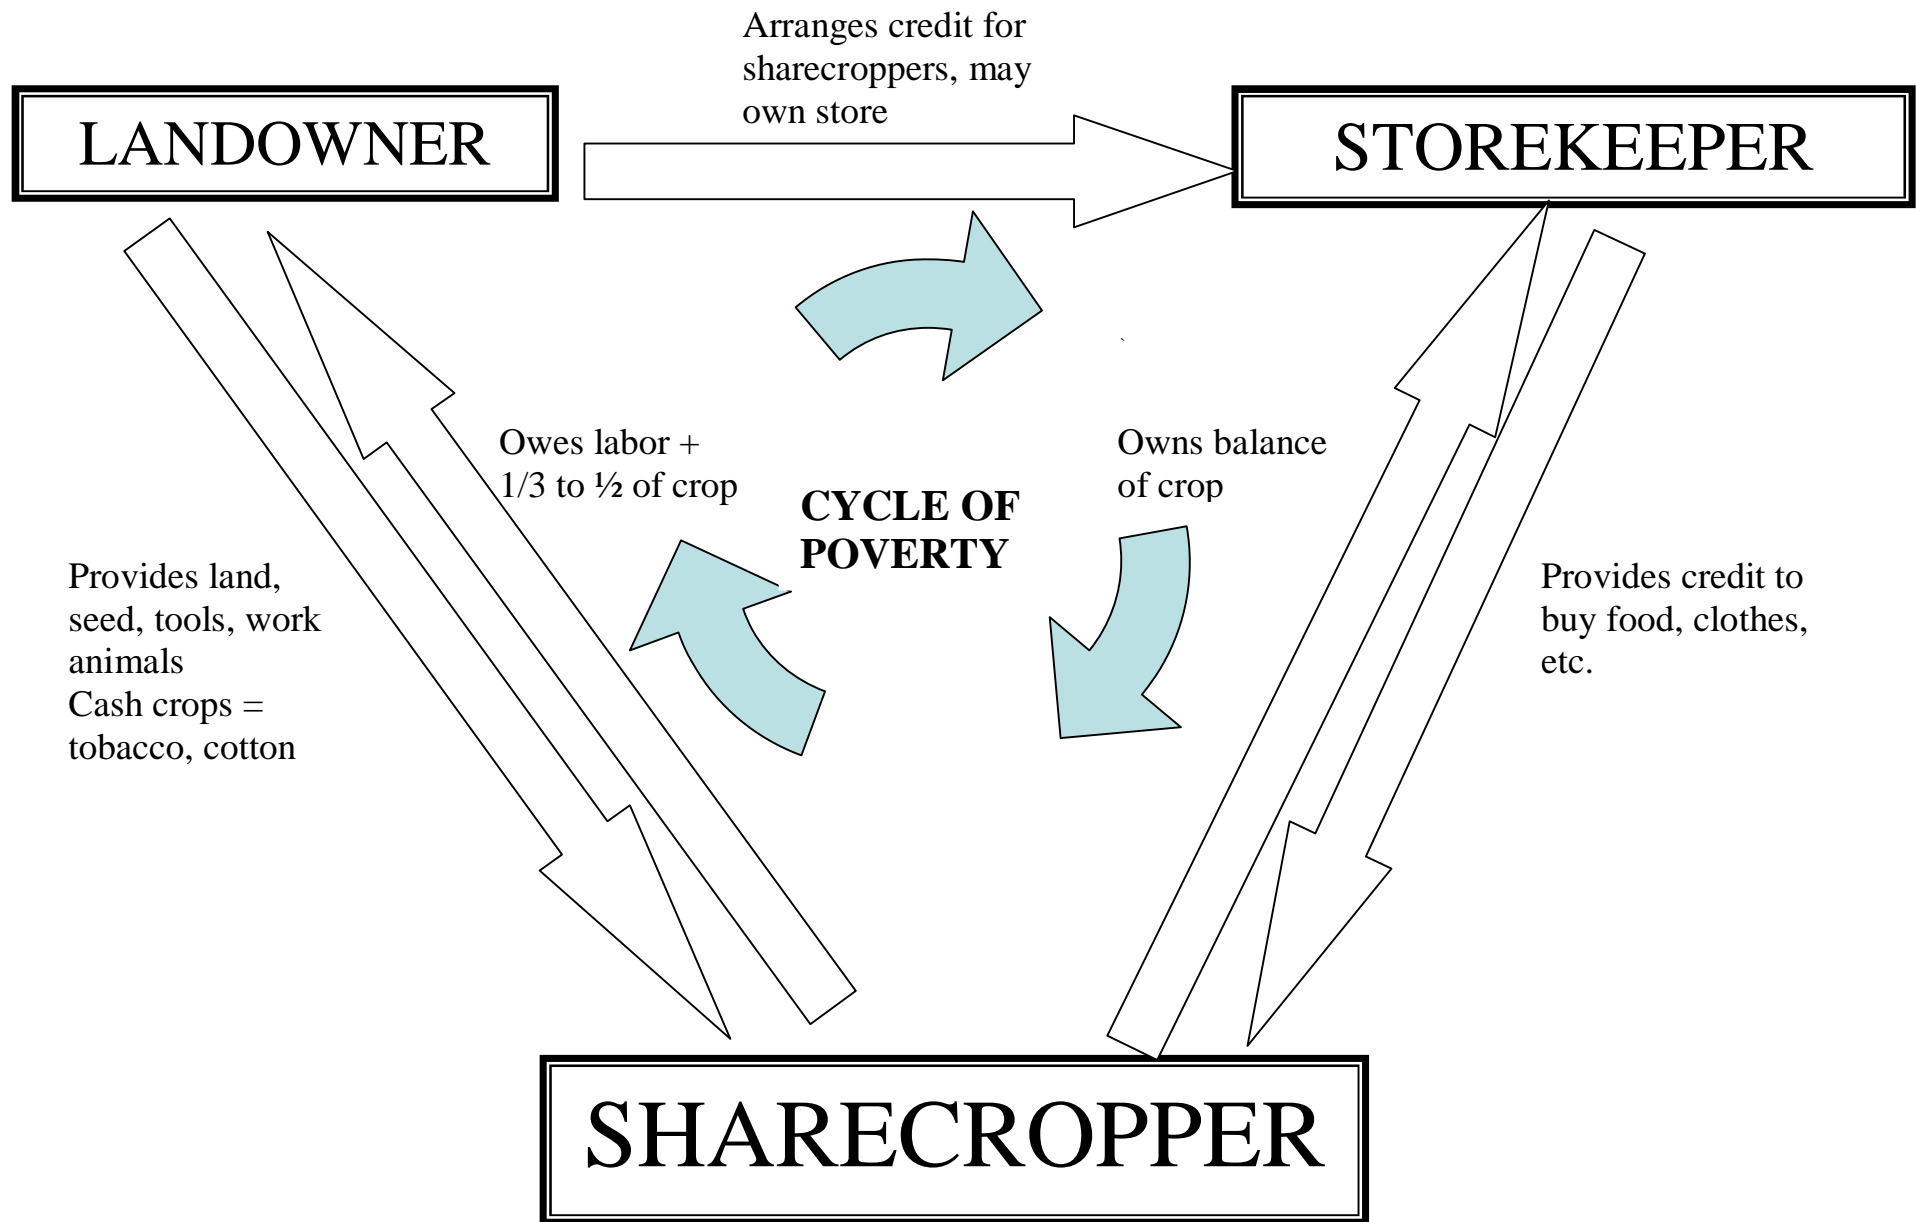 Arranges credit for
sharecroppers, may
own store
LANDOWNER
STOREKEEPER
Owes labor +
1/3 to ½ of crop
Owns balance
of crop
CYCLE OF
POVERTY
Provides land,
seed, tools, work
animals
Cash crops =
tobacco, cotton
Provides credit to
buy food, clothes,
etc.
SHARECROPPER